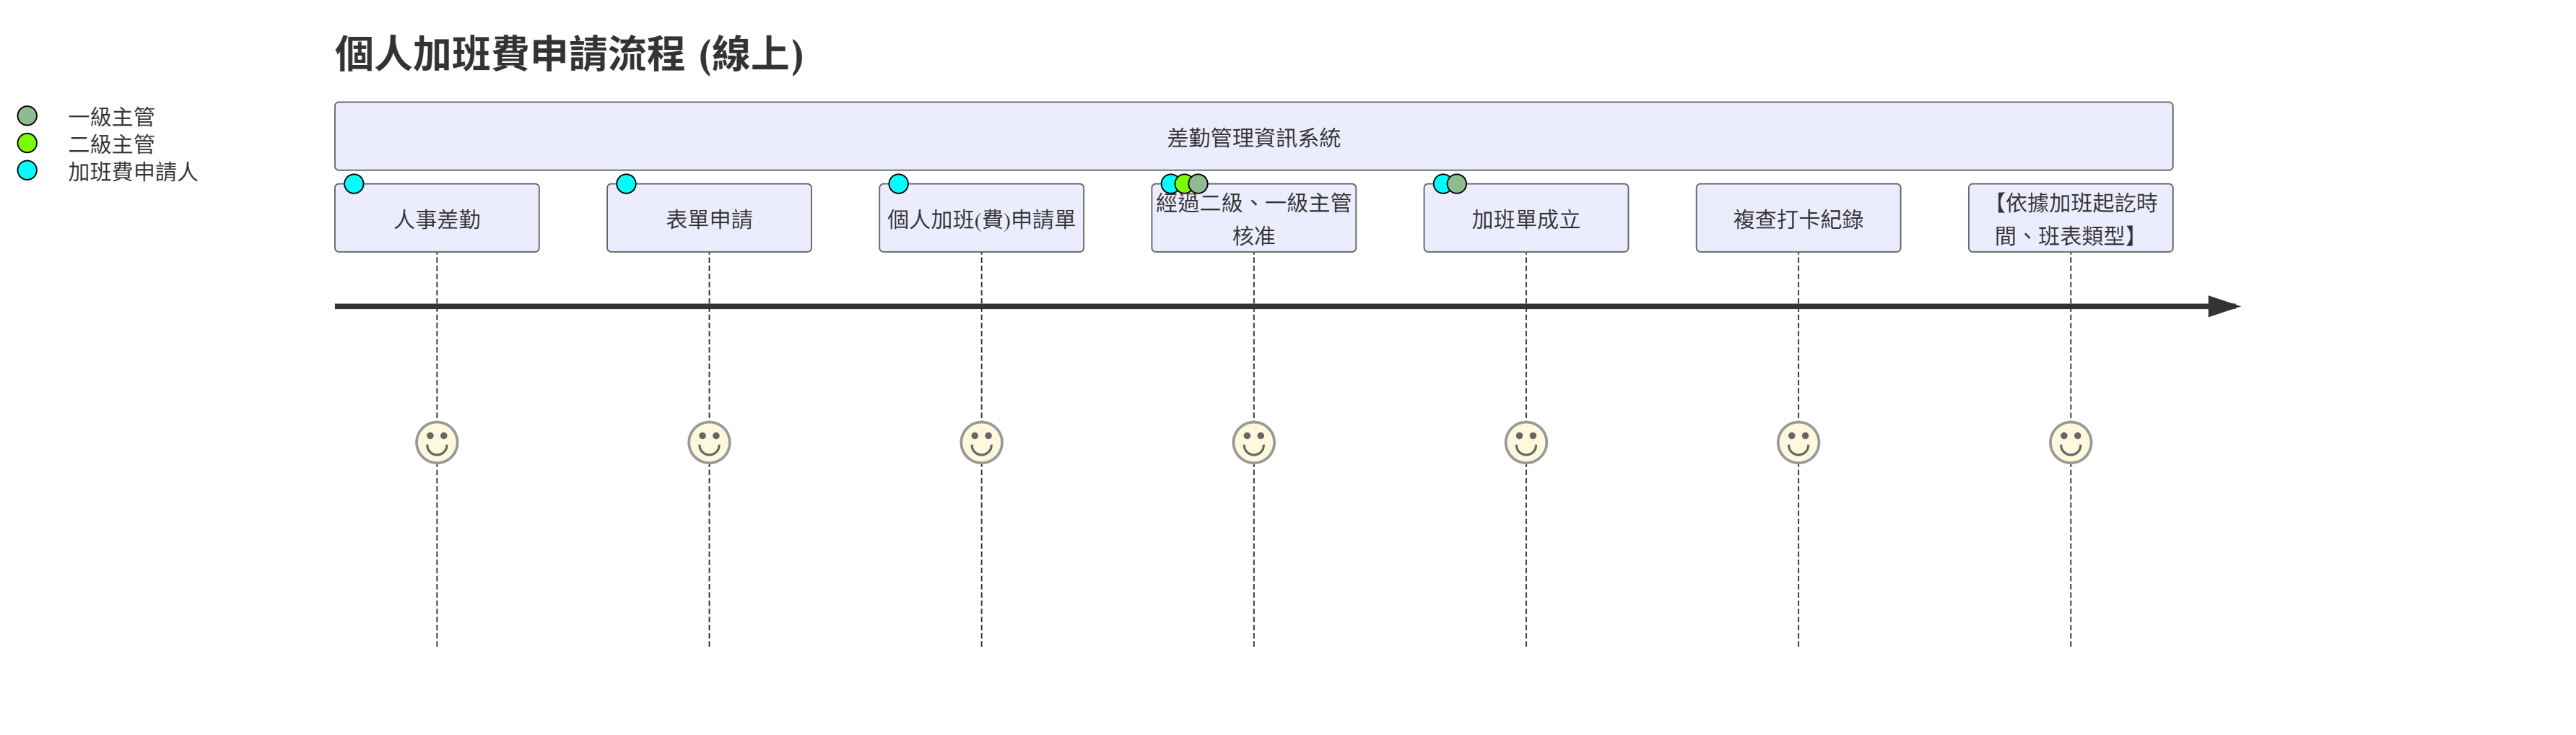 個人加班費申請流程 (線上)
一級主管
二級主管
加班費申請人
差勤管理資訊系統
人事差勤
表單申請
個人加班(費)申請單
經過二級、一級主管
核准
加班單成立
複查打卡紀錄
【依據加班起訖時
間、班表類型】